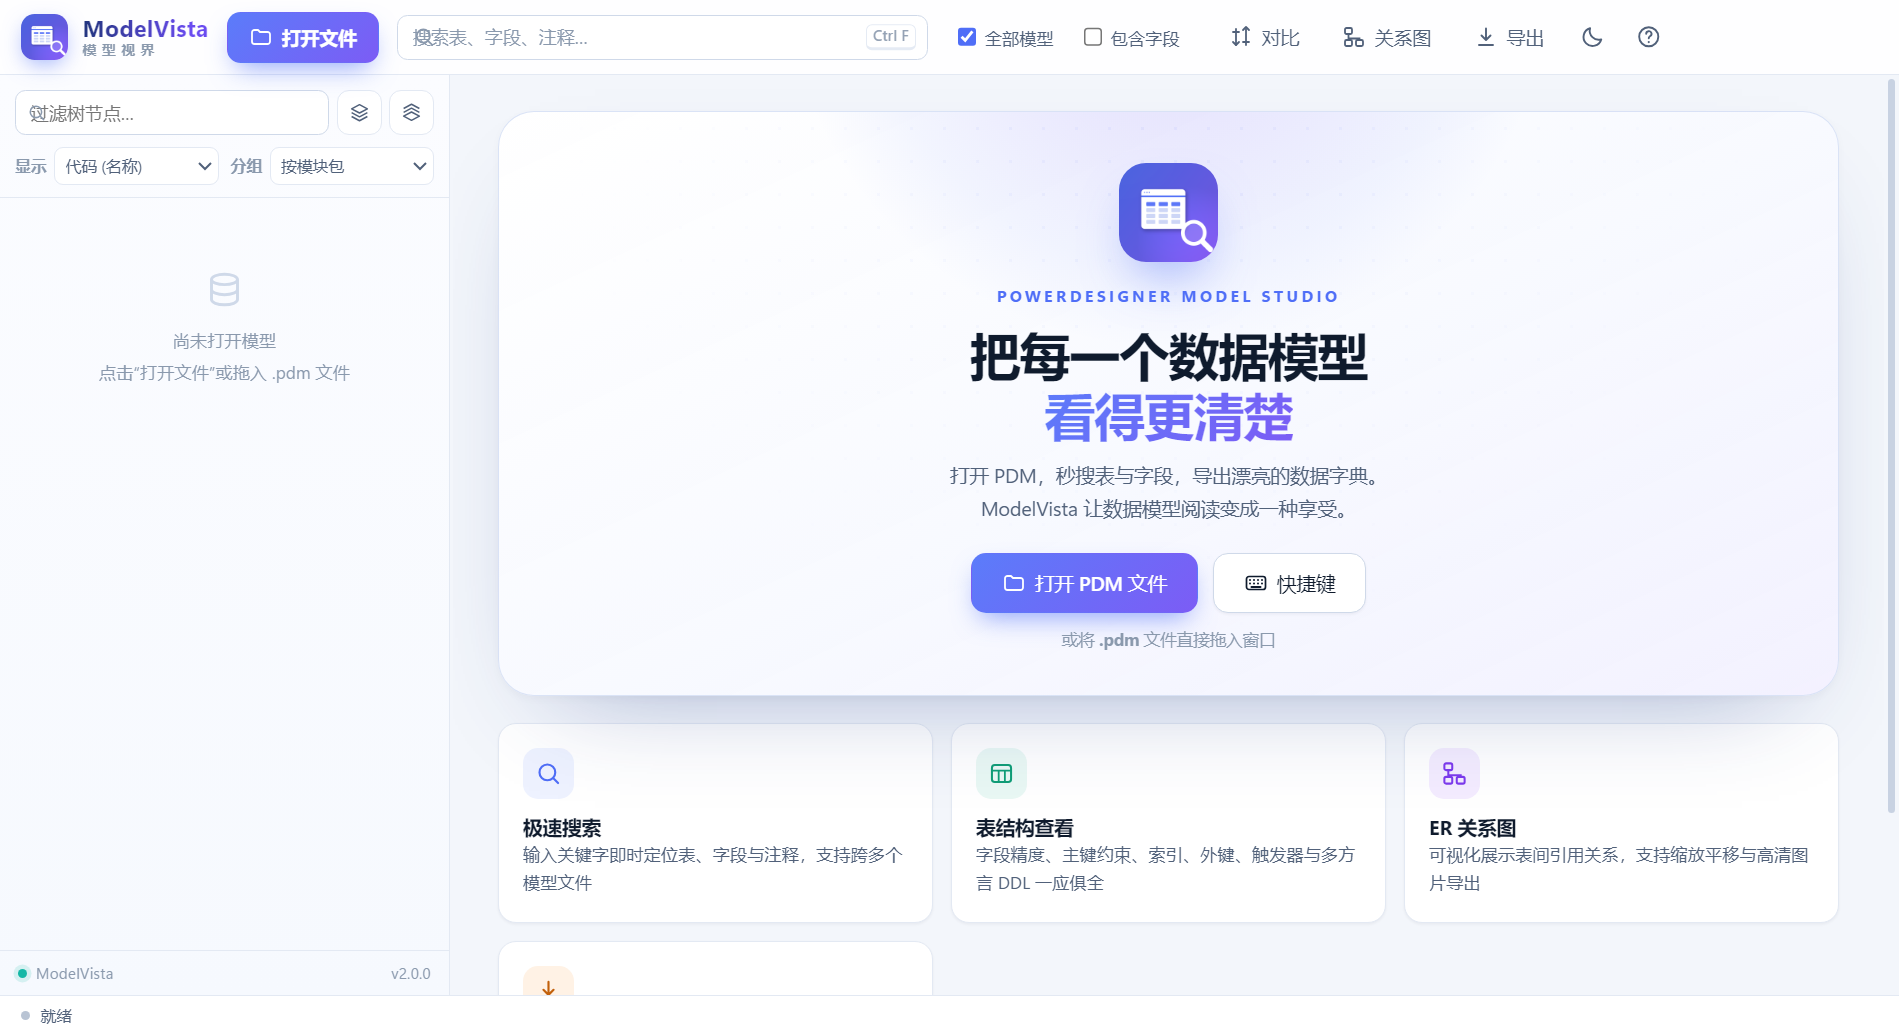 ModelVista
模型视界
打开文件
搜索表、字段、注释...
Ctrl F
全部模型
包含字段
对比
关系图
导出
过滤树节点...
显示
代码 (名称)
分组
按模块包
尚未打开模型
点击“打开文件”或拖入 .pdm 文件
POWERDESIGNER MODEL STUDIO
把每一个数据模型
看得更清楚
打开 PDM，秒搜表与字段，导出漂亮的数据字典。
ModelVista 让数据模型阅读变成一种享受。
打开 PDM 文件
快捷键
或将 .pdm 文件直接拖入窗口
极速搜索
输入关键字即时定位表、字段与注释，支持跨多个
模型文件
表结构查看
字段精度、主键约束、索引、外键、触发器与多方
言 DDL 一应俱全
ER 关系图
可视化展示表间引用关系，支持缩放平移与高清图
片导出
ModelVista
v2.0.0
就绪